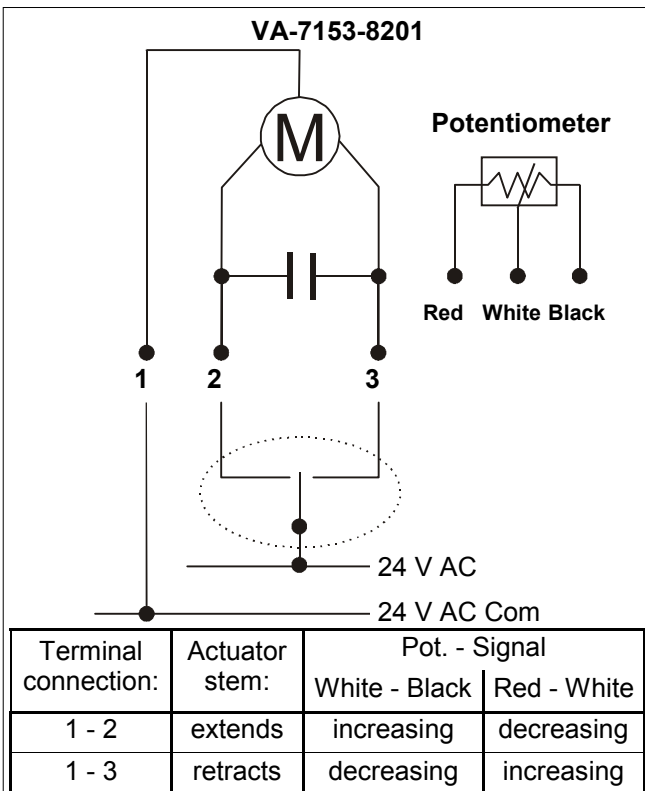 VA-7153-8201
M
Potentiometer
Red White Black
1 2 3
24 V AC
24 V AC Com
Terminal connection: Actuator stem: Pot. - Signal
White - Black Red - White
1 - 2 extends increasing decreasing
1 - 3 retracts decreasing increasing